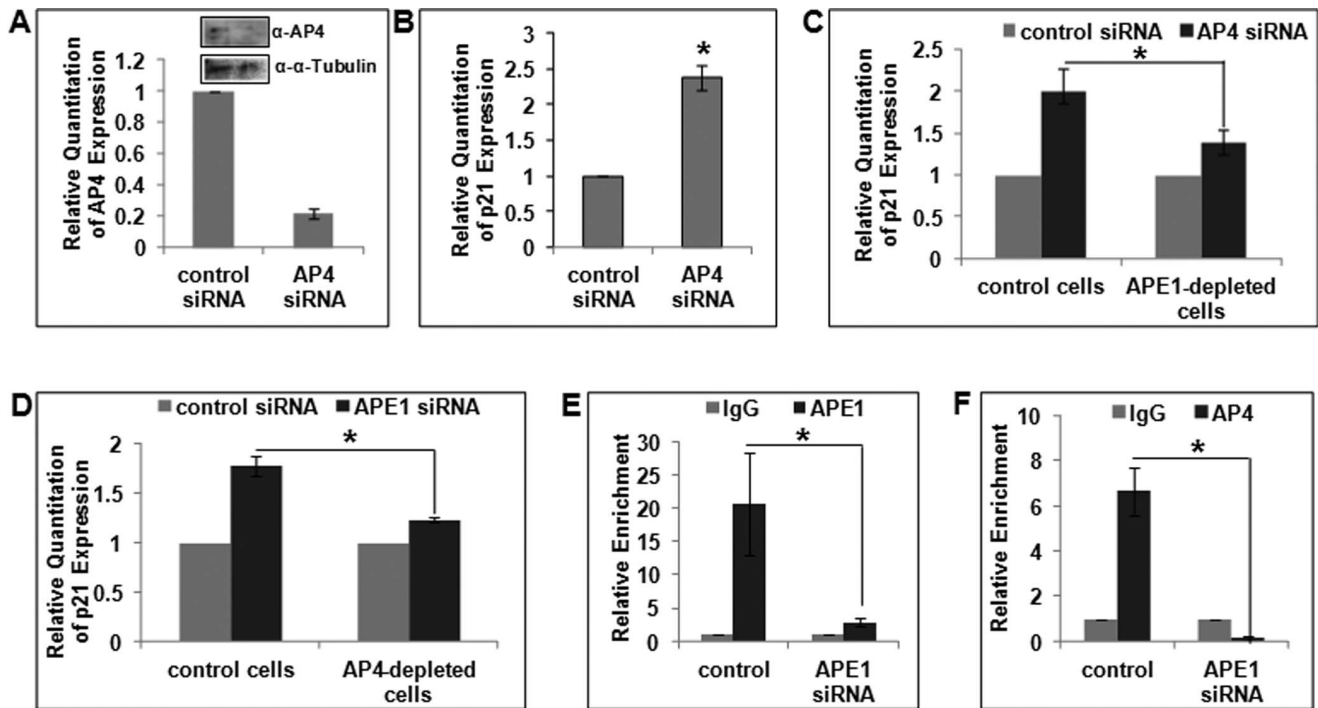 A
α-AP4
α-α-Tubulin
Relative Quantitation
of AP4 Expression
1.2
1
0.8
0.6
0.4
0.2
0
control
siRNA
AP4
siRNA
B
Relative Quantitation
of p21 Expression
3
2.5
2
1.5
1
0.5
0
*
control
siRNA
AP4
siRNA
C
control siRNA
AP4 siRNA
Relative Quantitation
of p21 Expression
2.5
2
1.5
1
0.5
0
*
control cells
APE1-depleted
cells
D
control siRNA
APE1 siRNA
Relative Quantitation
of p21 Expression
2
1.5
1
0.5
0
*
control cells
AP4-depleted
cells
E
IgG
APE1
Relative Enrichment
30
25
20
15
10
5
0
*
control
APE1
siRNA
F
IgG
AP4
Relative Enrichment
10
8
6
4
2
0
*
control
APE1
siRNA